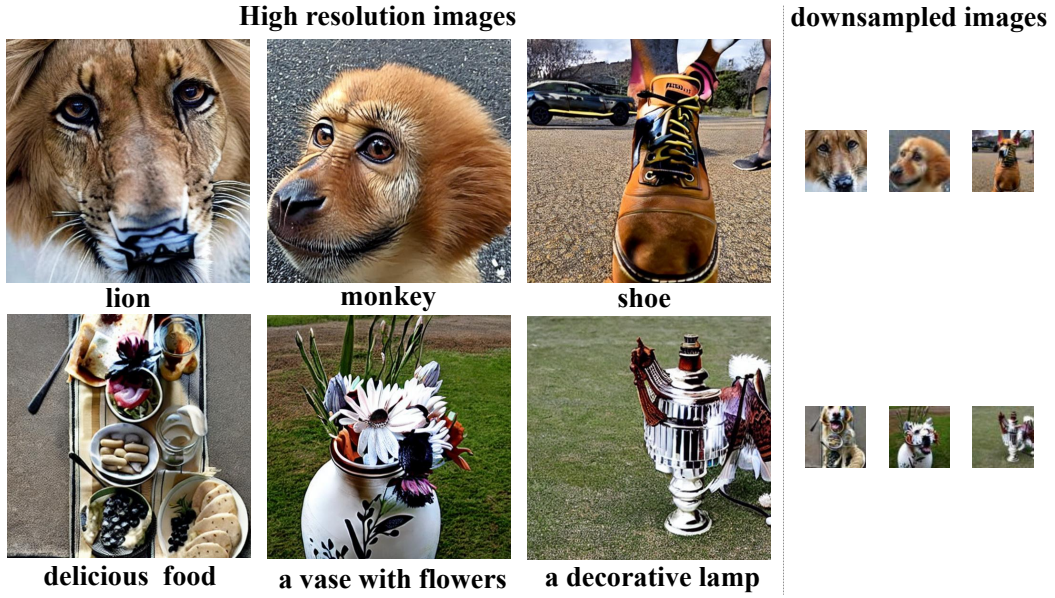 High resolution images
downsampled images
lion
monkey
shoe
delicious food
a vase with flowers
a decorative lamp